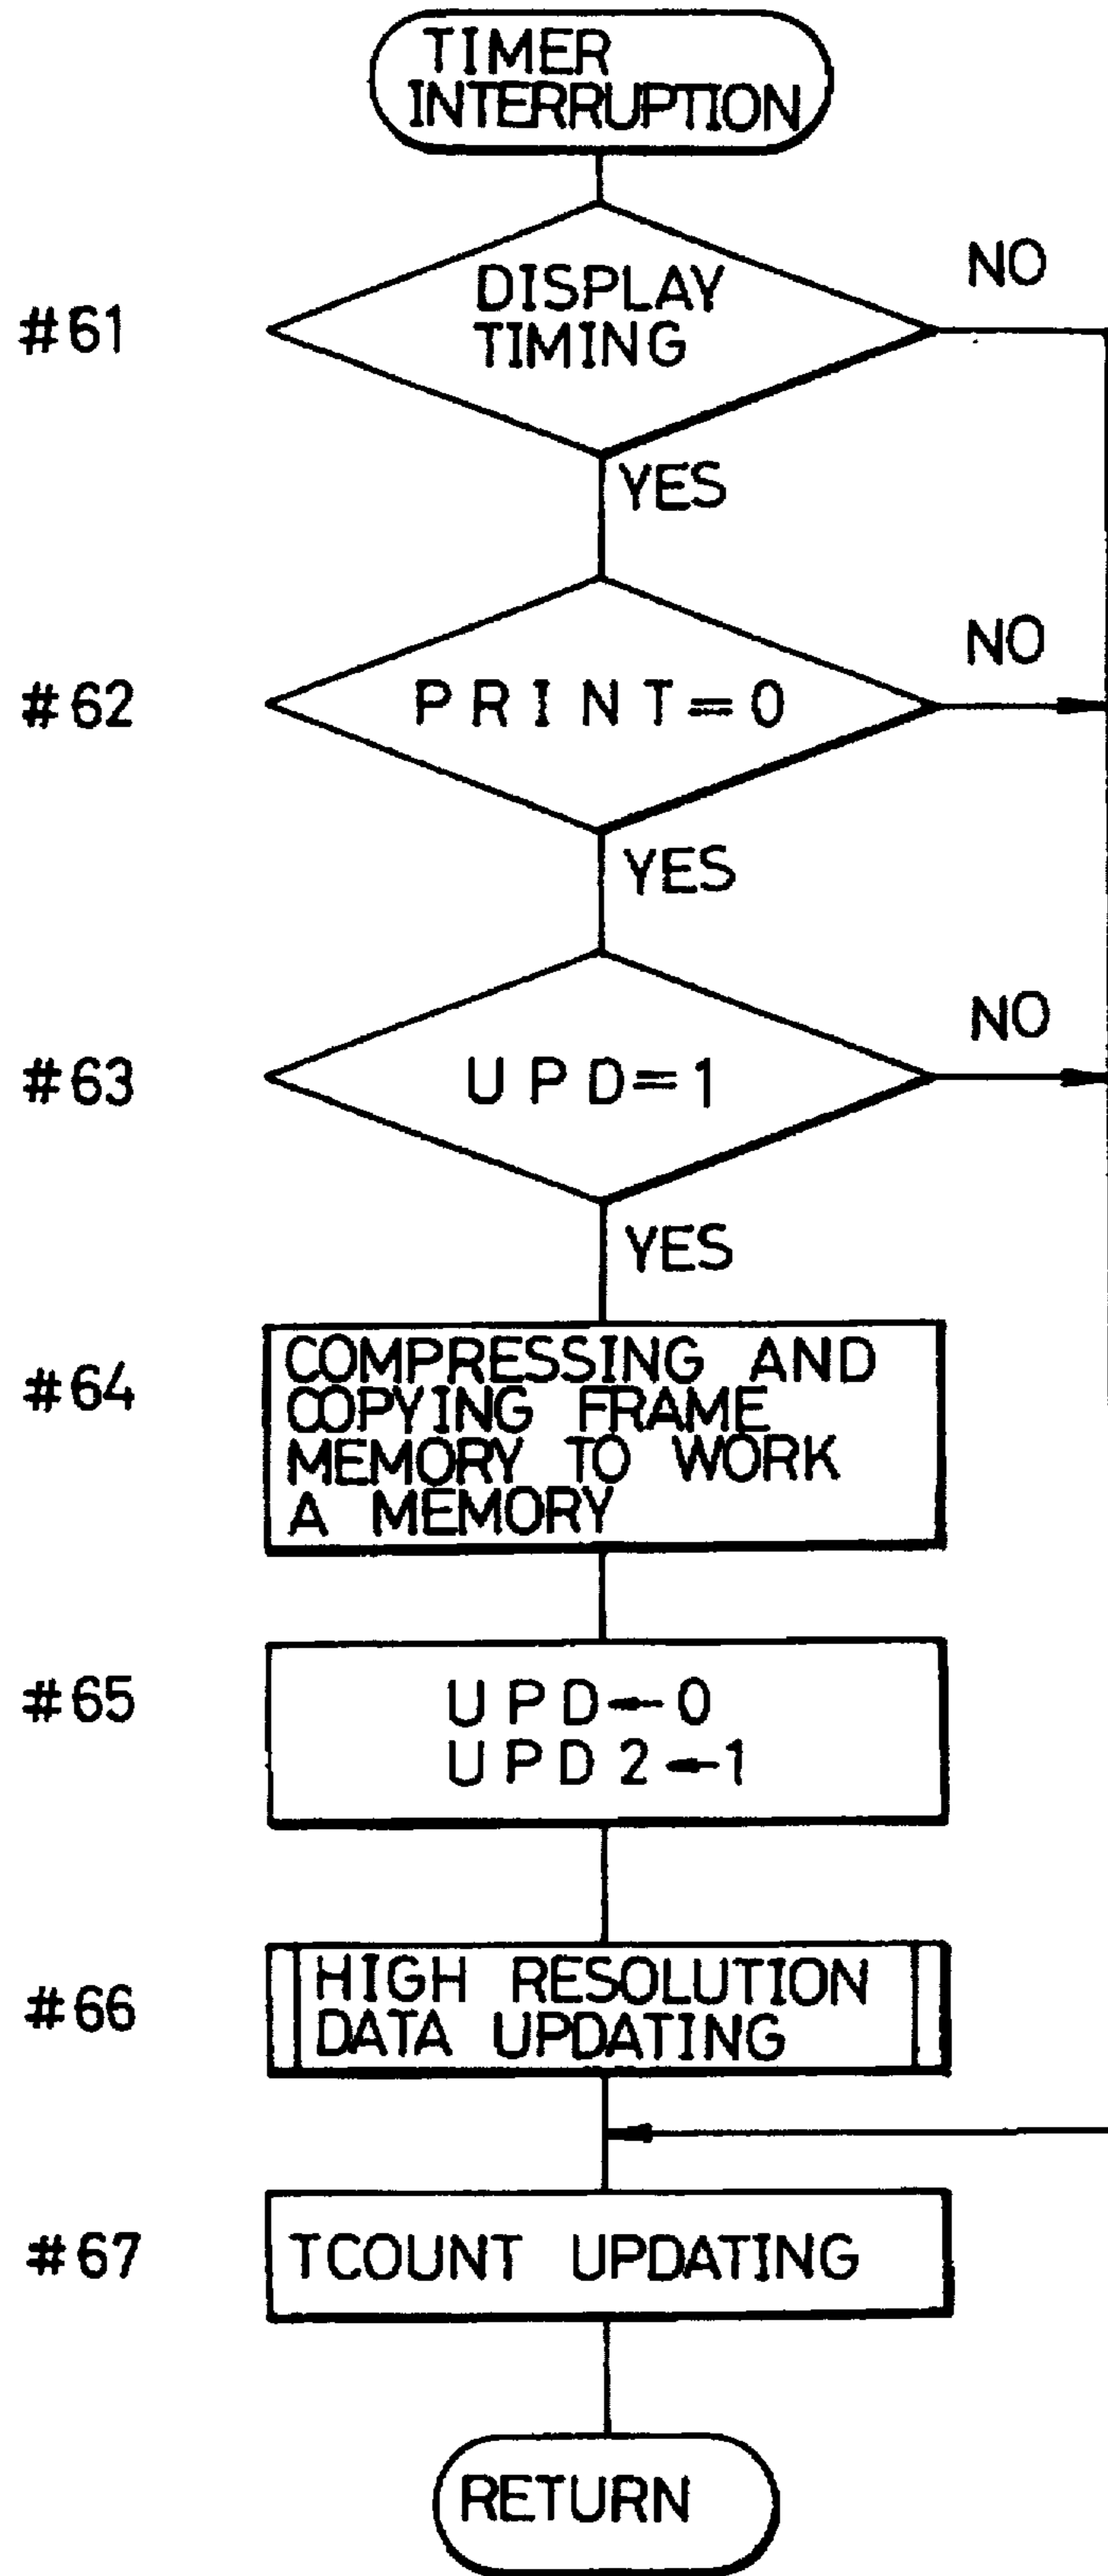 TIMER
INTERRUPTION
#61
DISPLAY
TIMING
NO
YES
#62
PRINT=0
NO
YES
#63
UPD=1
NO
YES
#64
COMPRESSING AND
COPYING FRAME
MEMORY TO WORK
A MEMORY
#65
UPD←0
UPD2←1
#66
HIGH RESOLUTION
DATA UPDATING
#67
TCOUNT UPDATING
RETURN